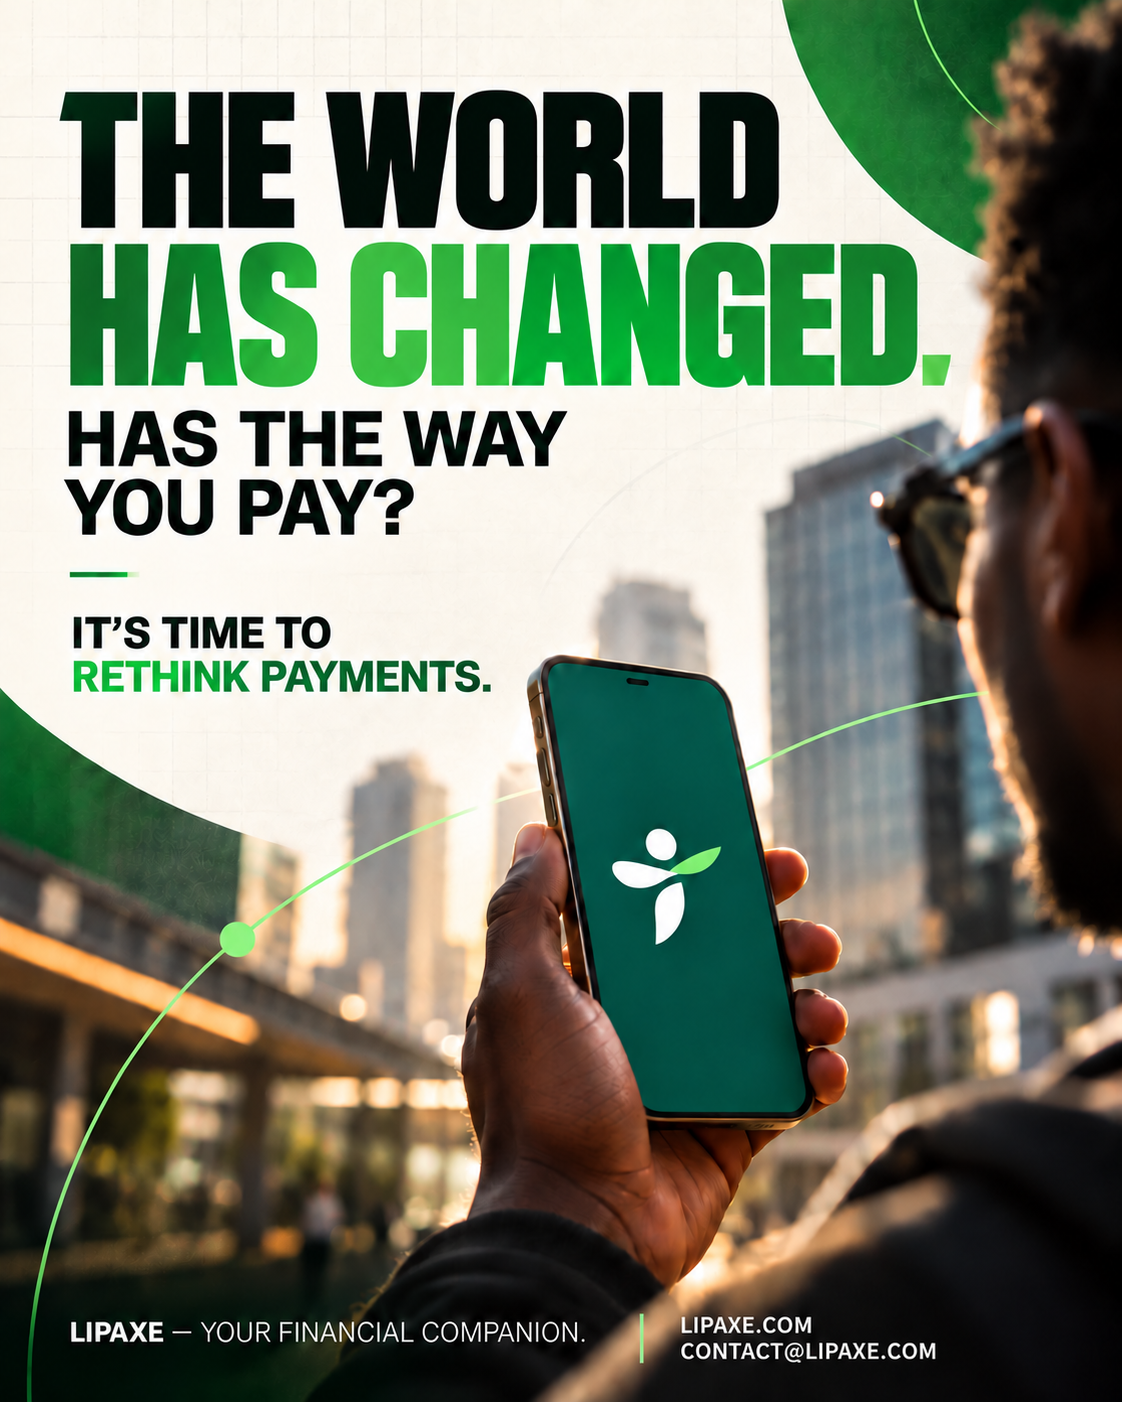 THE WORLD
HAS CHANGED.
HAS THE WAY
YOU PAY?
IT'S TIME TO
RETHINK PAYMENTS.
LIPAXE — YOUR FINANCIAL COMPANION.
LIPAXE.COM
CONTACT@LIPAXE.COM